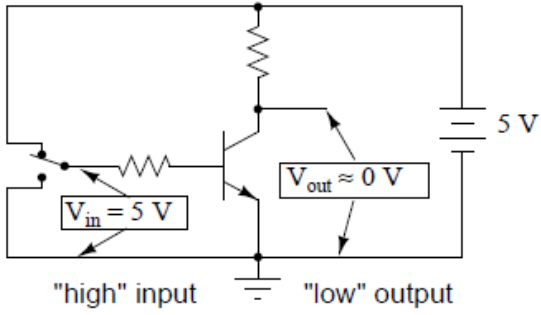 5 V
V_in = 5 V
V_out ≈ 0 V
"high" input
"low" output